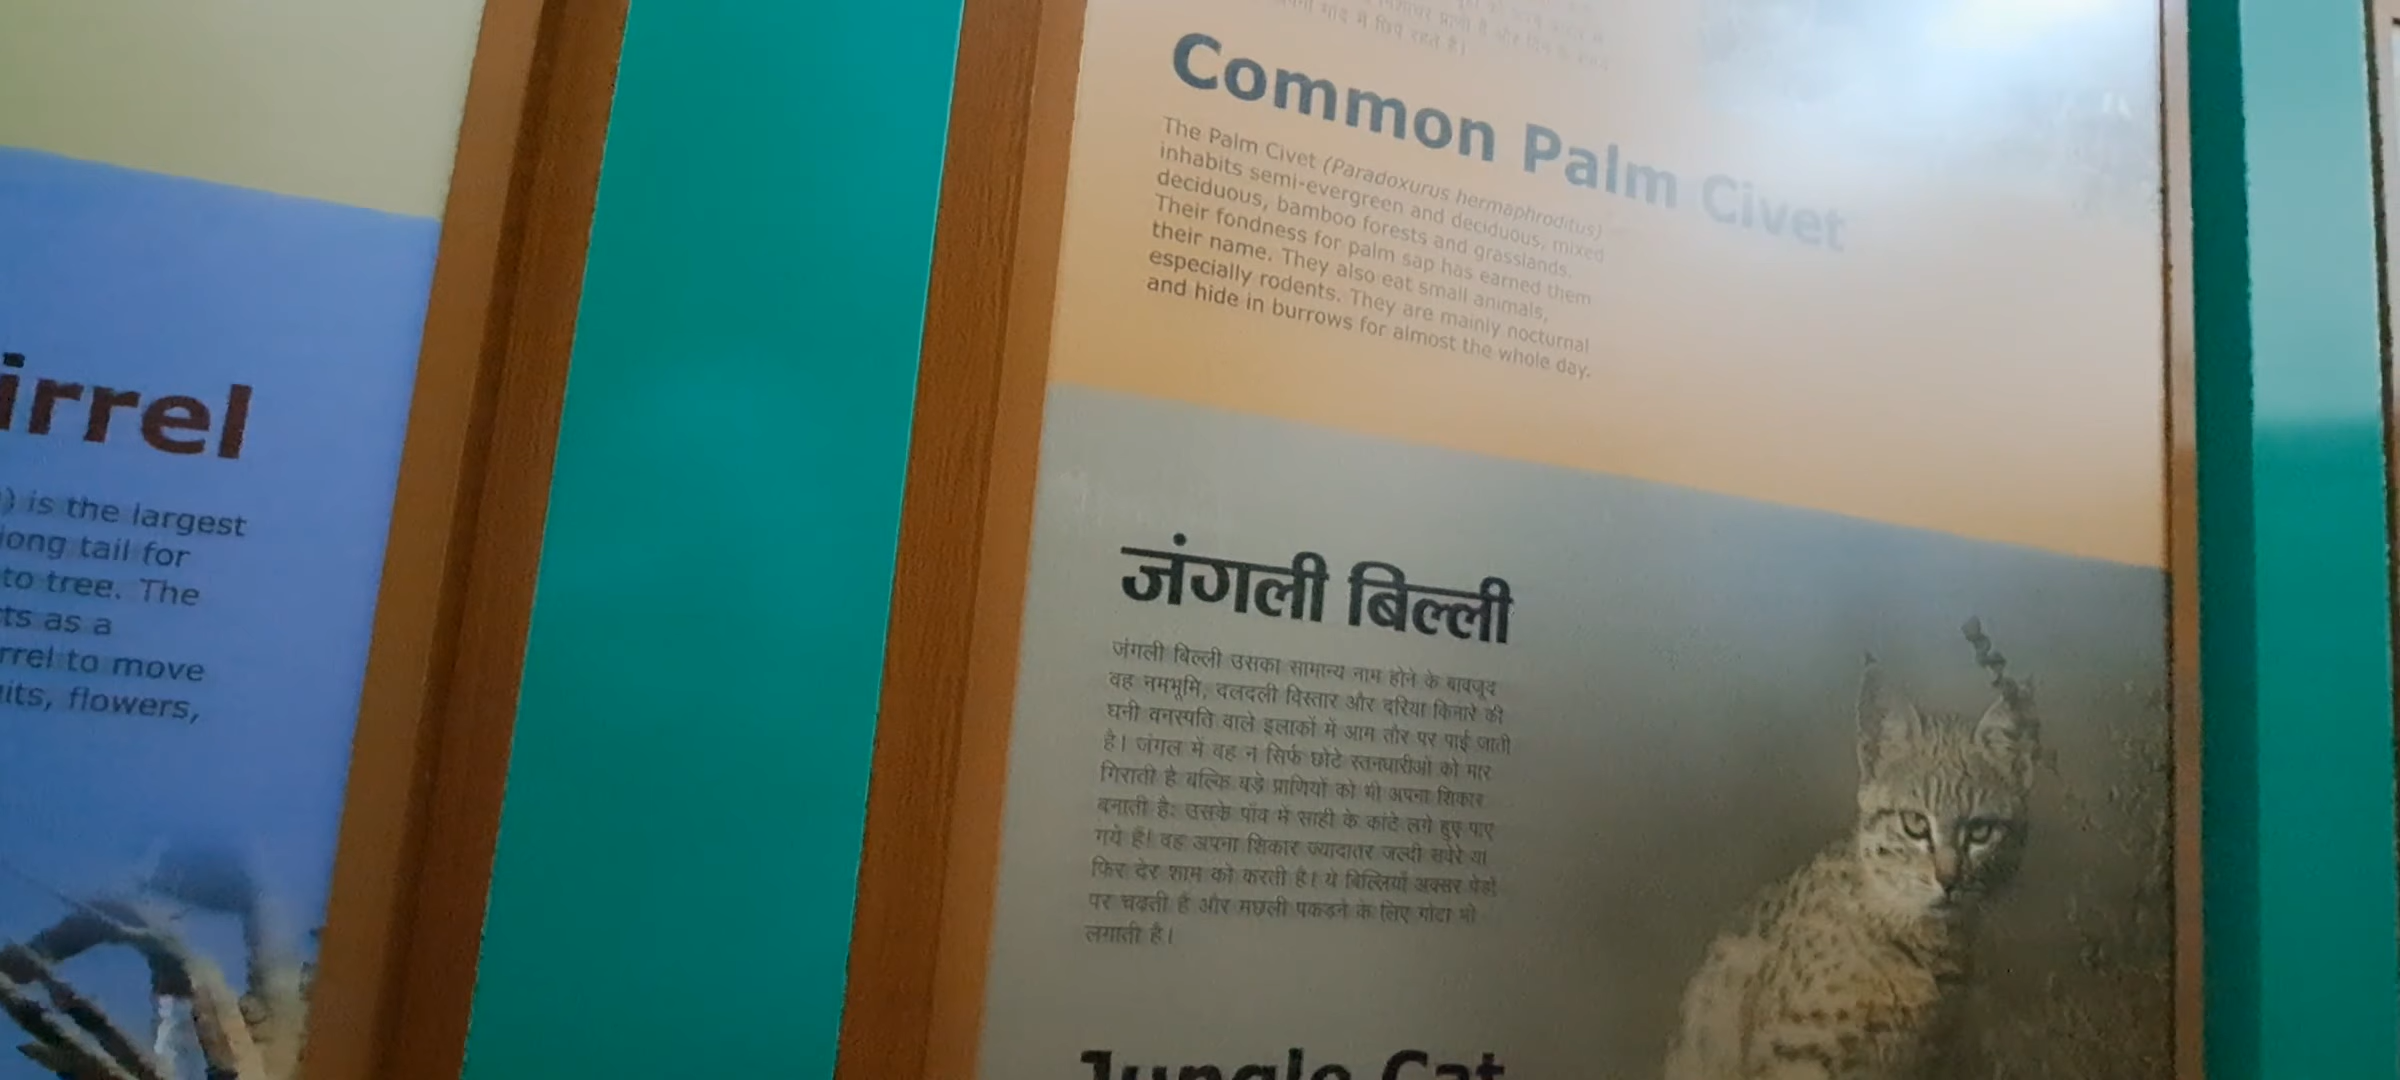 irrel
) is the largest
long tail for
to tree. The
ts as a
rrel to move
uits, flowers,
में छिपे रहते हैं।
Common Palm Civet
The Palm Civet (Paradoxurus hermaphroditus)
inhabits semi-evergreen and deciduous, mixed
deciduous, bamboo forests and grasslands.
Their fondness for palm sap has earned them
their name. They also eat small animals,
especially rodents. They are mainly nocturnal
and hide in burrows for almost the whole day.
जंगली बिल्ली
जंगली बिल्ली उसका सामान्य नाम होने के बावजूद
वह नमभूमि, दलदली विस्तार और दरिया किनारे की
घनी वनस्पति वाले इलाकों में आम तौर पर पाई जाती
है। जंगल में वह न सिर्फ छोटे स्तनधारीओ को मार
गिराती है बल्कि बड़े प्राणियों को भी अपना शिकार
बनाती है: उसके पाँव में साही के कांटे लगे हुए पाए
गये हैं। वह अपना शिकार ज्यादातर जल्दी सवेरे या
फिर देर शाम को करती है। ये बिल्लियाँ अक्सर पेड़ो
पर चढ़ती हैं और मछली पकड़ने के लिए गोटा भी
लगाती है।
Jungle Cat